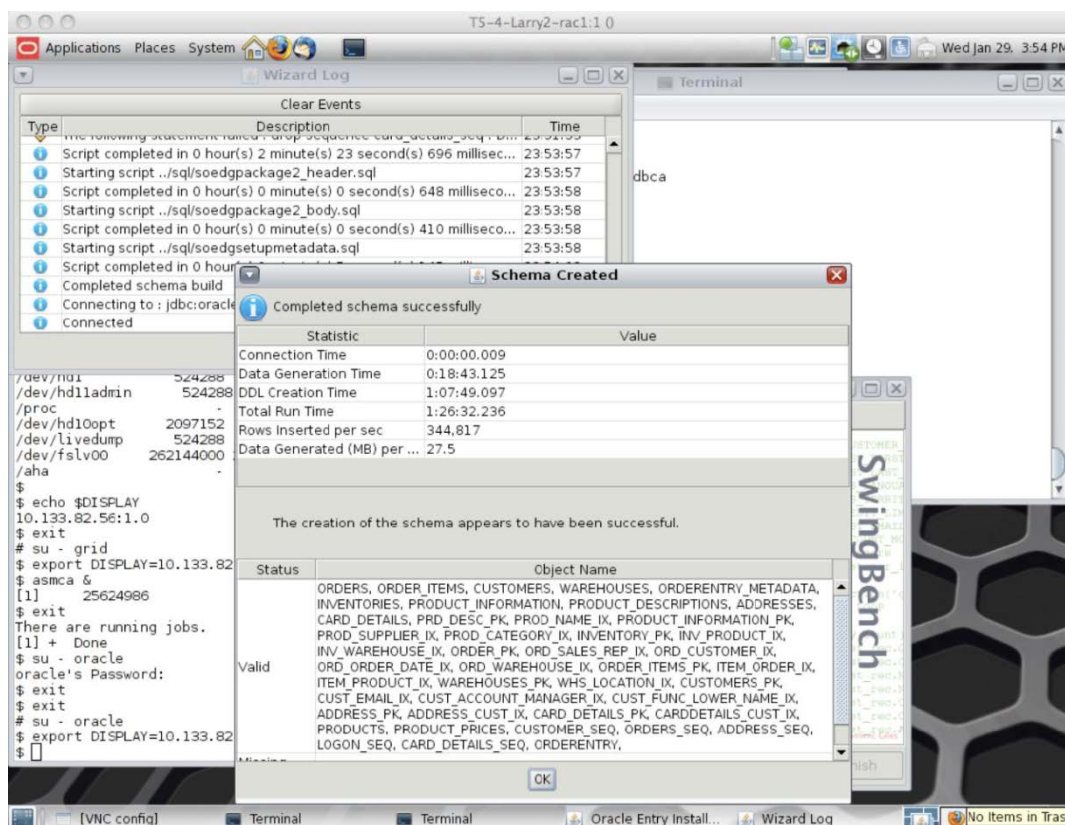 T5-4-Larry2-rac1:1 ()
Applications Places System
Wed Jan 29, 3:54 PM
Wizard Log
Terminal
Clear Events
Type Description Time
The following statement failed : drop sequence card_details_seq : D... 23:51:33
Script completed in 0 hour(s) 2 minute(s) 23 second(s) 696 millisec... 23:53:57
Starting script ../sql/soedgpackage2_header.sql 23:53:57
Script completed in 0 hour(s) 0 minute(s) 0 second(s) 648 milliseco... 23:53:58
Starting script ../sql/soedgpackage2_body.sql 23:53:58
Script completed in 0 hour(s) 0 minute(s) 0 second(s) 410 milliseco... 23:53:58
Starting script ../sql/soedgsetupmetadata.sql 23:53:58
Script completed in 0 hour
Completed schema build
Connecting to : jdbc:oracle
Connected
dbca
Schema Created
Completed schema successfully
Statistic Value
Connection Time 0:00:00.009
Data Generation Time 0:18:43.125
DDL Creation Time 1:07:49.097
Total Run Time 1:26:32.236
Rows Inserted per sec 344,817
Data Generated (MB) per ... 27.5
The creation of the schema appears to have been successful.
Status Object Name
Valid
ORDERS, ORDER_ITEMS, CUSTOMERS, WAREHOUSES, ORDERENTRY_METADATA,
INVENTORIES, PRODUCT_INFORMATION, PRODUCT_DESCRIPTIONS, ADDRESSES,
CARD_DETAILS, PRD_DESC_PK, PROD_NAME_IX, PRODUCT_INFORMATION_PK,
PROD_SUPPLIER_IX, PROD_CATEGORY_IX, INVENTORY_PK, INV_PRODUCT_IX,
INV_WAREHOUSE_IX, ORDER_PK, ORD_SALES_REP_IX, ORD_CUSTOMER_IX,
ORD_ORDER_DATE_IX, ORD_WAREHOUSE_IX, ORDER_ITEMS_PK, ITEM_ORDER_IX,
ITEM_PRODUCT_IX, WAREHOUSES_PK, WHS_LOCATION_IX, CUSTOMERS_PK,
CUST_EMAIL_IX, CUST_ACCOUNT_MANAGER_IX, CUST_FUNC_LOWER_NAME_IX,
ADDRESS_PK, ADDRESS_CUST_IX, CARD_DETAILS_PK, CARDDETAILS_CUST_IX,
PRODUCTS, PRODUCT_PRICES, CUSTOMER_SEQ, ORDERS_SEQ, ADDRESS_SEQ,
LOGON_SEQ, CARD_DETAILS_SEQ, ORDERENTRY,
Missing
OK
/dev/hd1 524288
/dev/hd11admin 524288
/proc -
/dev/hd10opt 2097152
/dev/livedump 524288
/dev/fslv00 262144000
/aha -
$
$ echo $DISPLAY
10.133.82.56:1.0
$ exit
# su - grid
$ export DISPLAY=10.133.82
$ asmca &
[1] 25624986
$ exit
There are running jobs.
[1] + Done
$ su - oracle
oracle's Password:
$ exit
$ exit
# su - oracle
$ export DISPLAY=10.133.82
$
SwingBench
[VNC config]
Terminal
Terminal
Oracle Entry Install...
Wizard Log
No Items in Tras